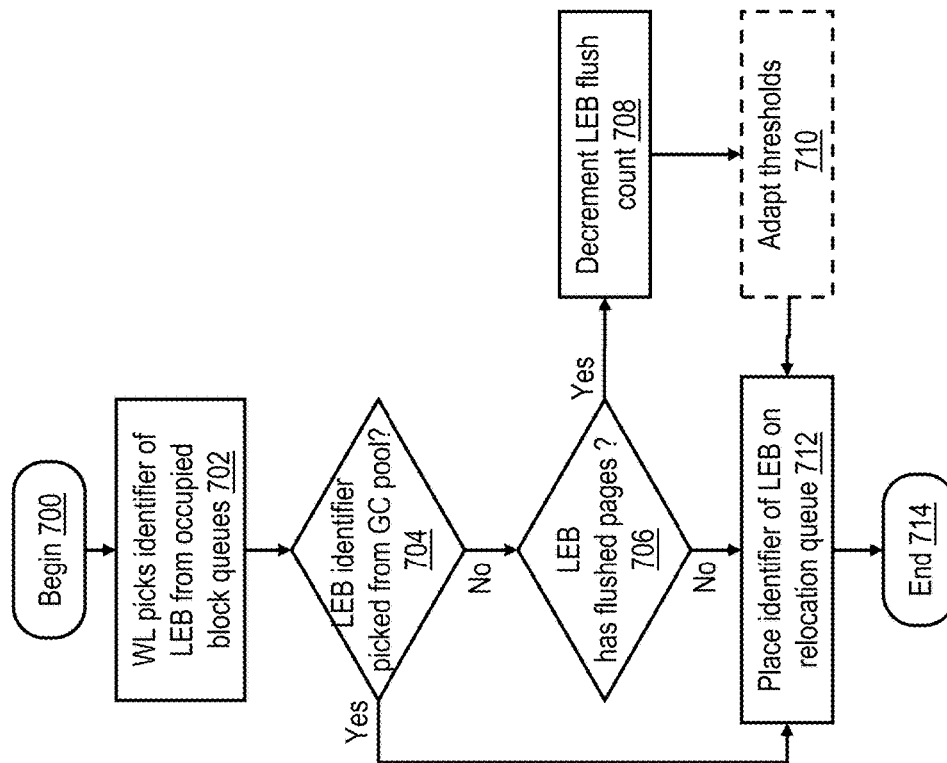 Begin 700
WL picks identifier of
LEB from occupied
block queues 702
LEB identifier
picked from GC pool?
704
Yes
No
LEB
has flushed pages ?
706
Yes
No
Decrement LEB flush
count 708
Adapt thresholds
710
Place identifier of LEB on
relocation queue 712
End 714